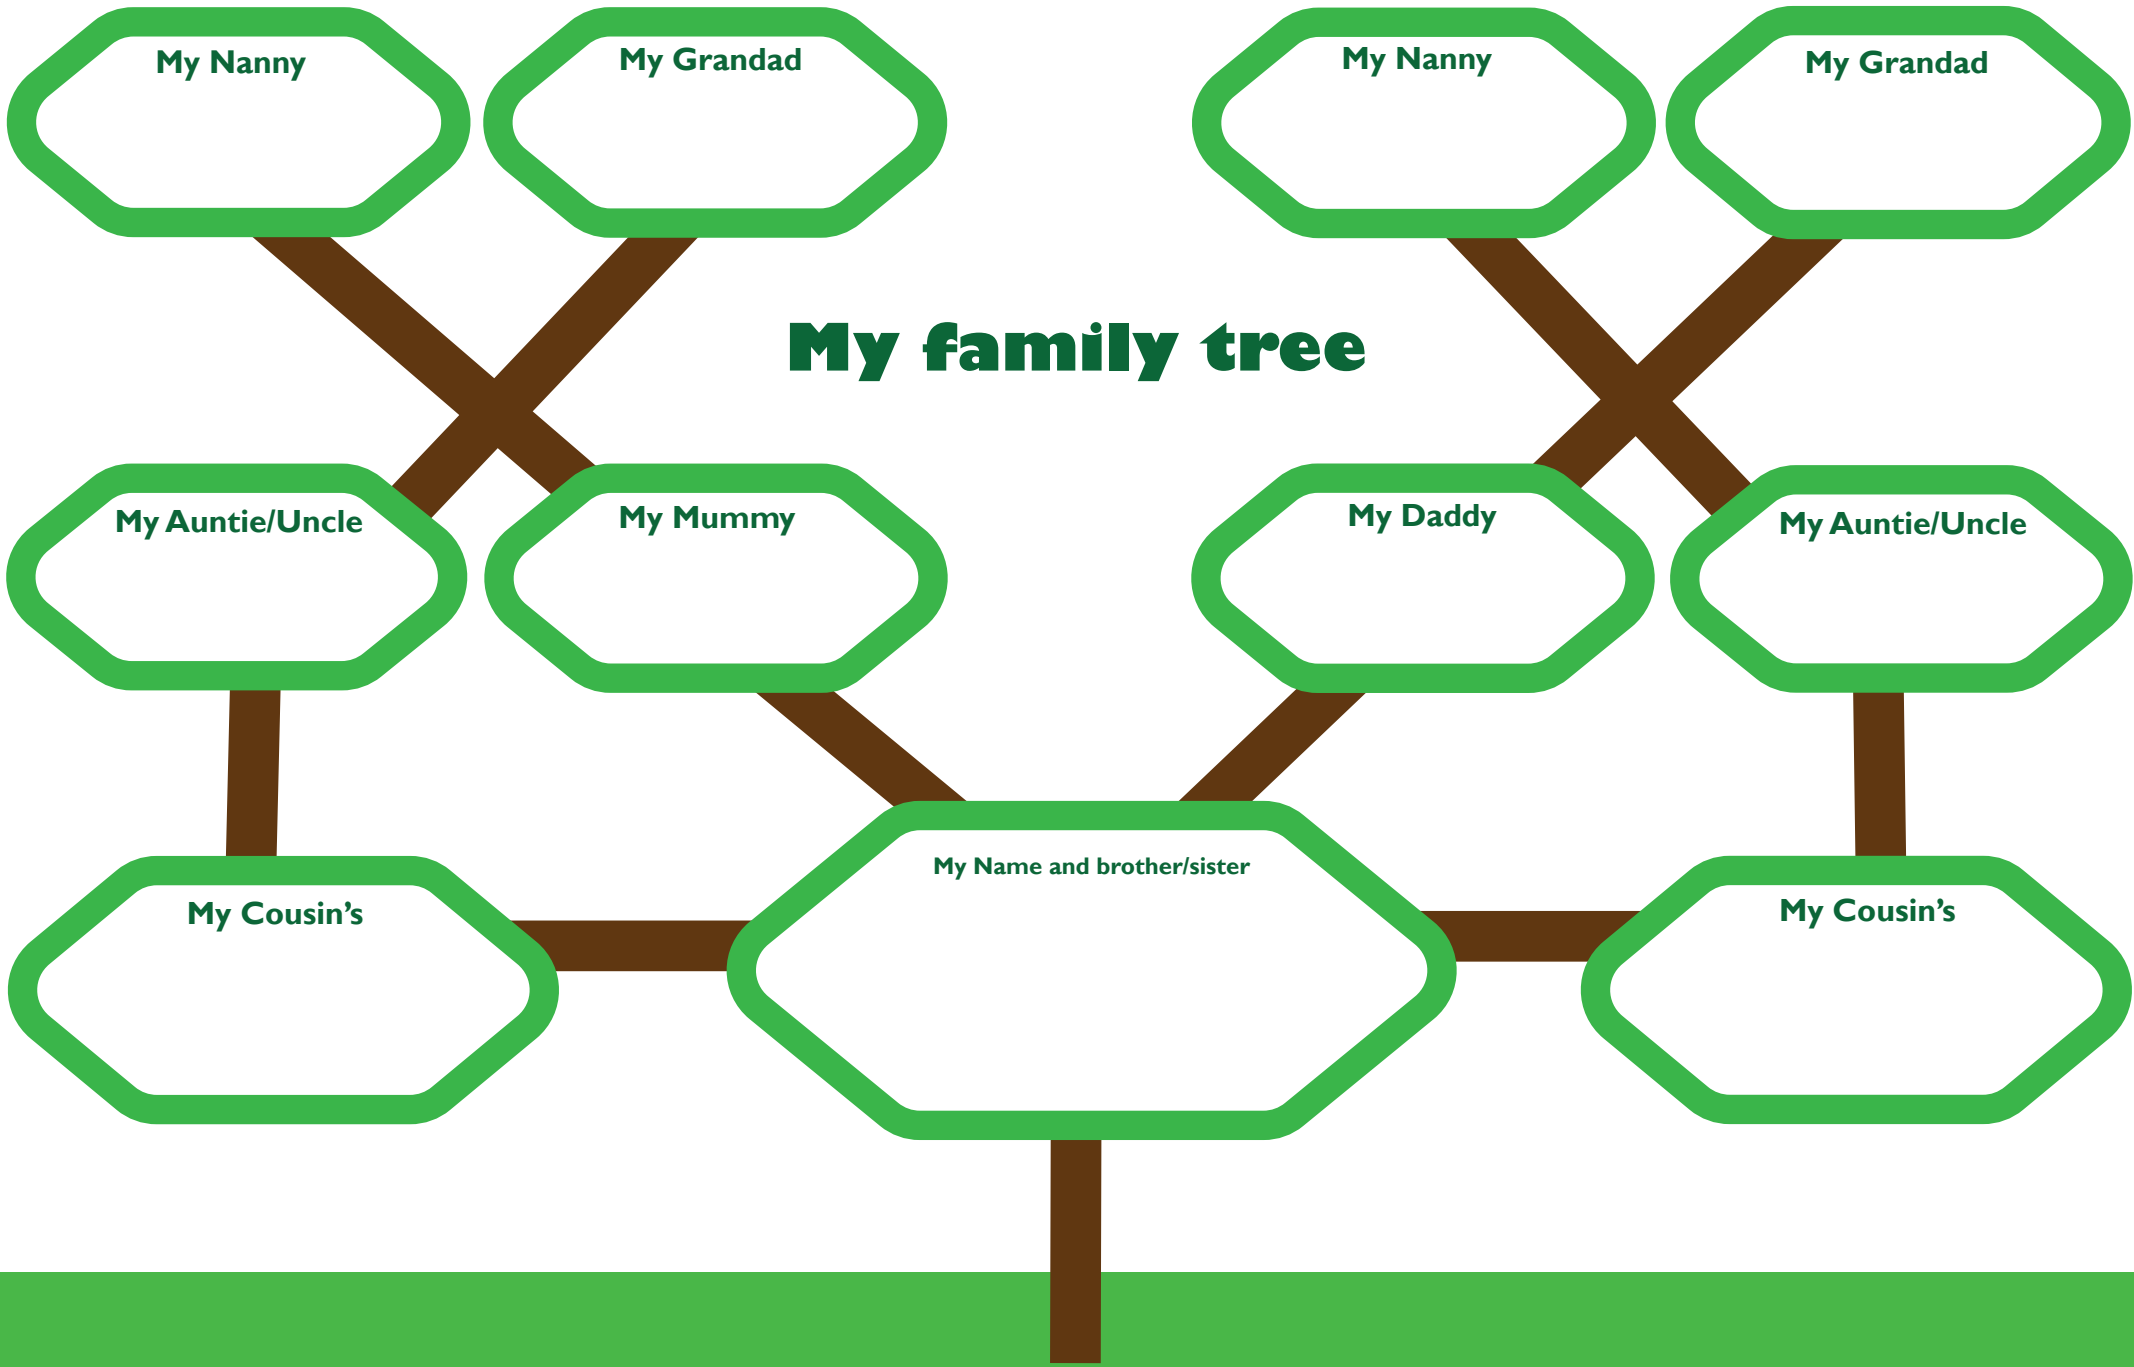 My Nanny
My Grandad
My Nanny
My Grandad
My family tree
My Auntie/Uncle
My Mummy
My Daddy
My Auntie/Uncle
My Cousin’s
My Name and brother/sister
My Cousin’s